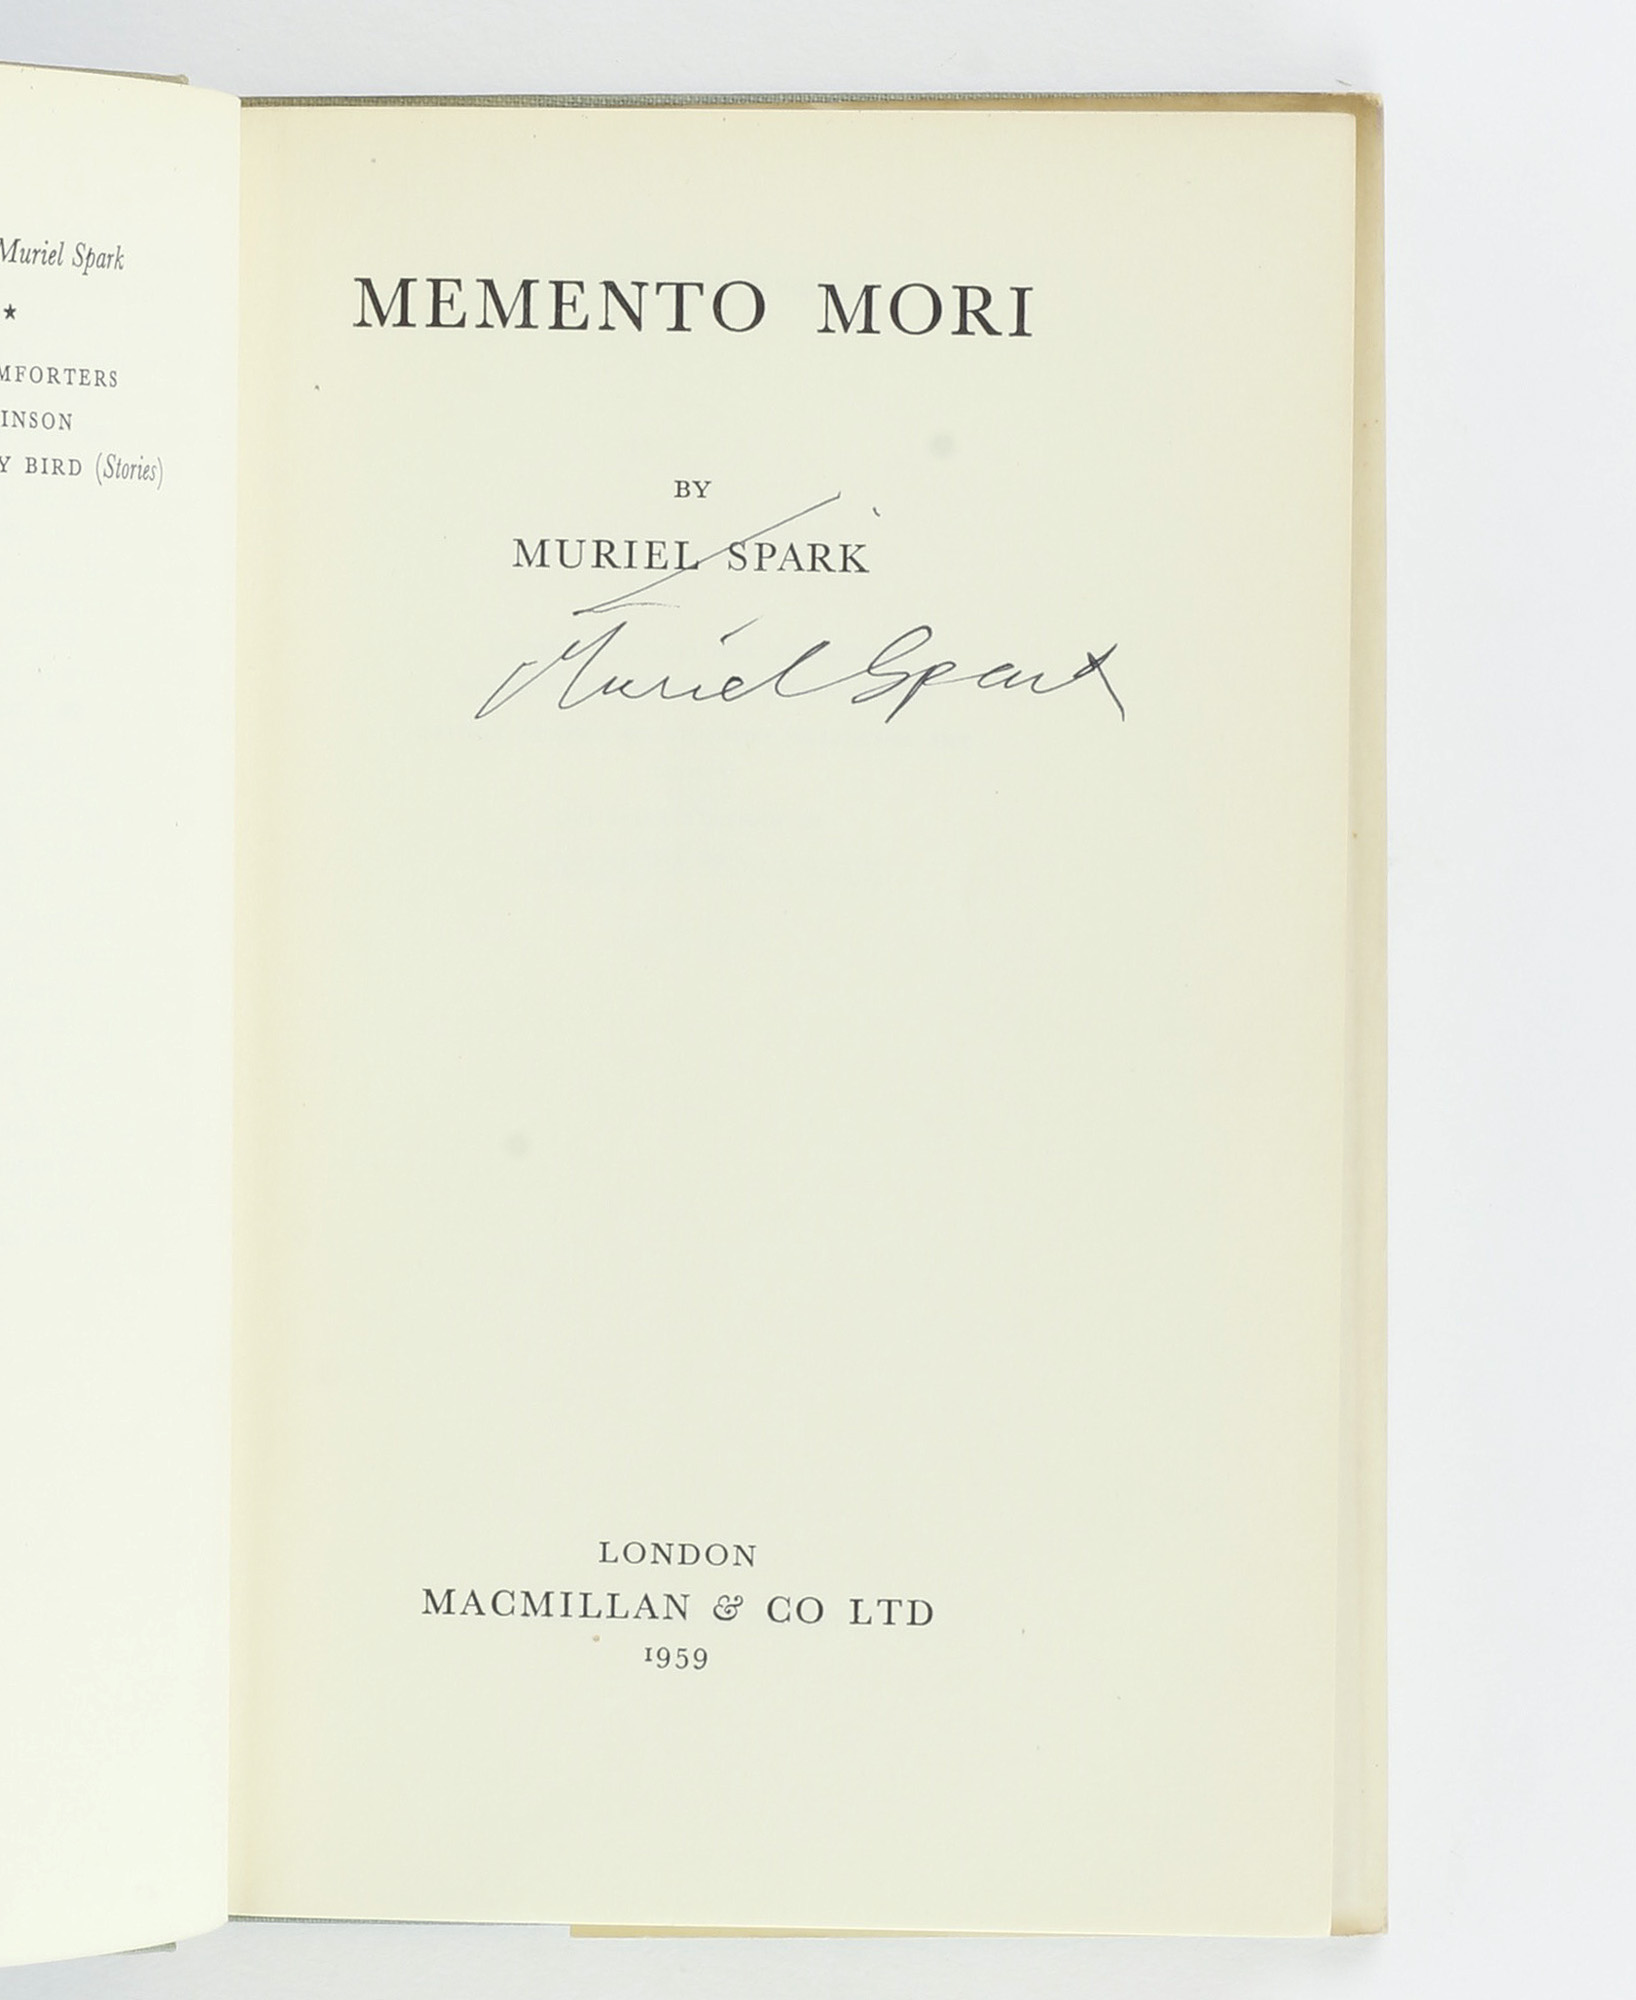 Muriel Spark
★
MFORTERS
INSON
Y BIRD (Stories)
MEMENTO MORI
BY
MURIEL SPARK
Muriel Spark
LONDON
MACMILLAN & CO LTD
1959